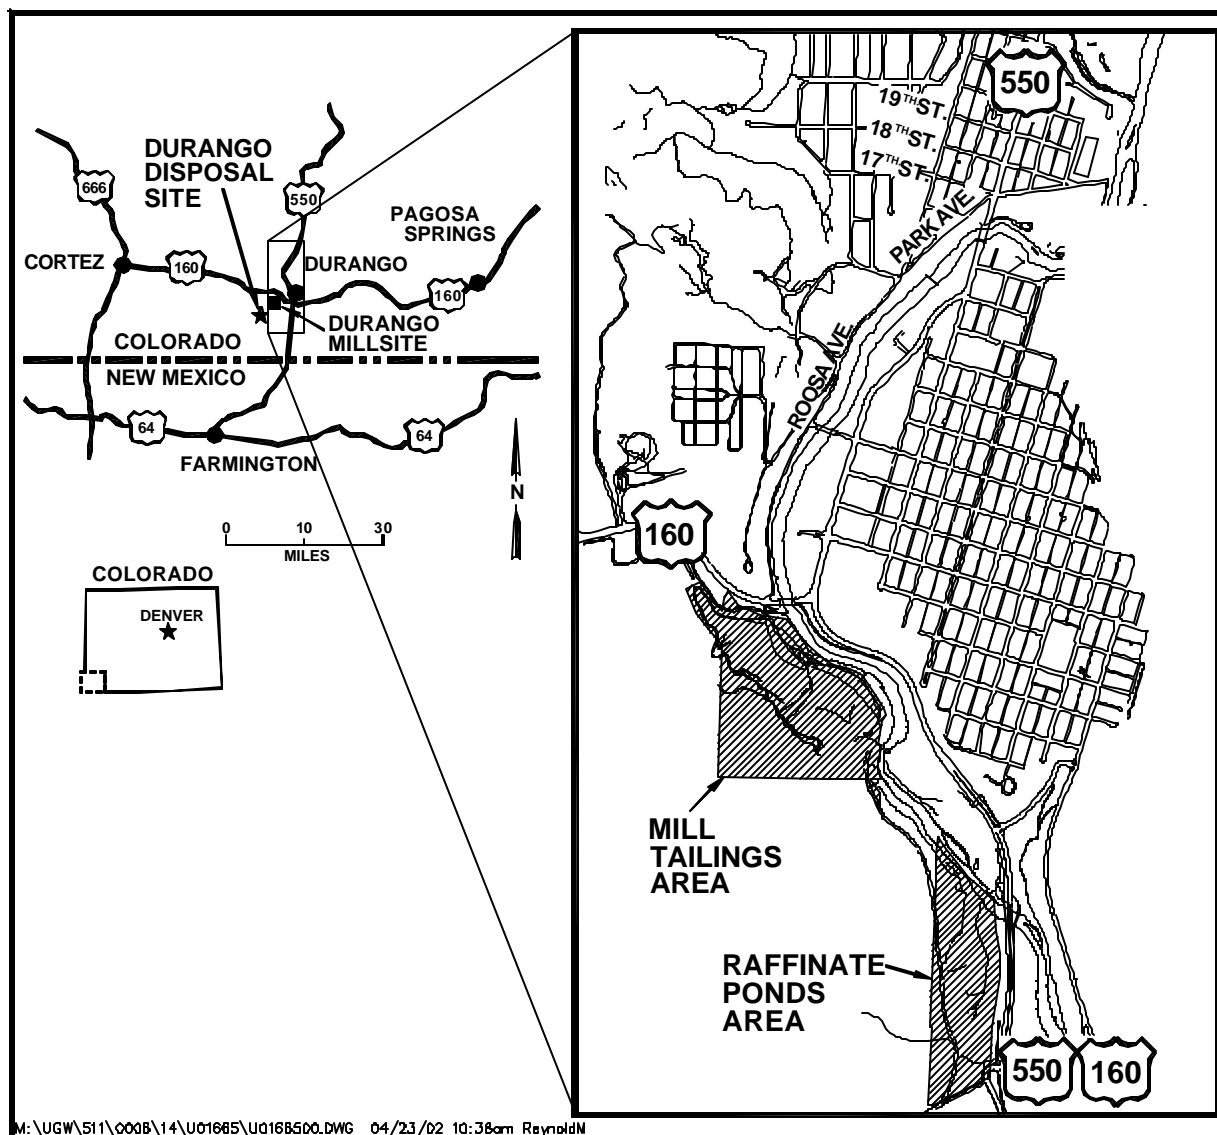 DURANGO
DISPOSAL
SITE
666
550
PAGOSA
SPRINGS
CORTEZ
160
DURANGO
160
DURANGO
MILLSITE
COLORADO
NEW MEXICO
64
64
FARMINGTON
N
0 10 30
MILES
COLORADO
DENVER
550
19TH ST.
18TH ST.
17TH ST.
PARK AVE
ROOSA AVE.
160
MILL
TAILINGS
AREA
RAFFINATE
PONDS
AREA
550
160
M:\UGW\511\0008\14\U01665\U0166500.DWG 04/23/02 10:38am ReynoldN